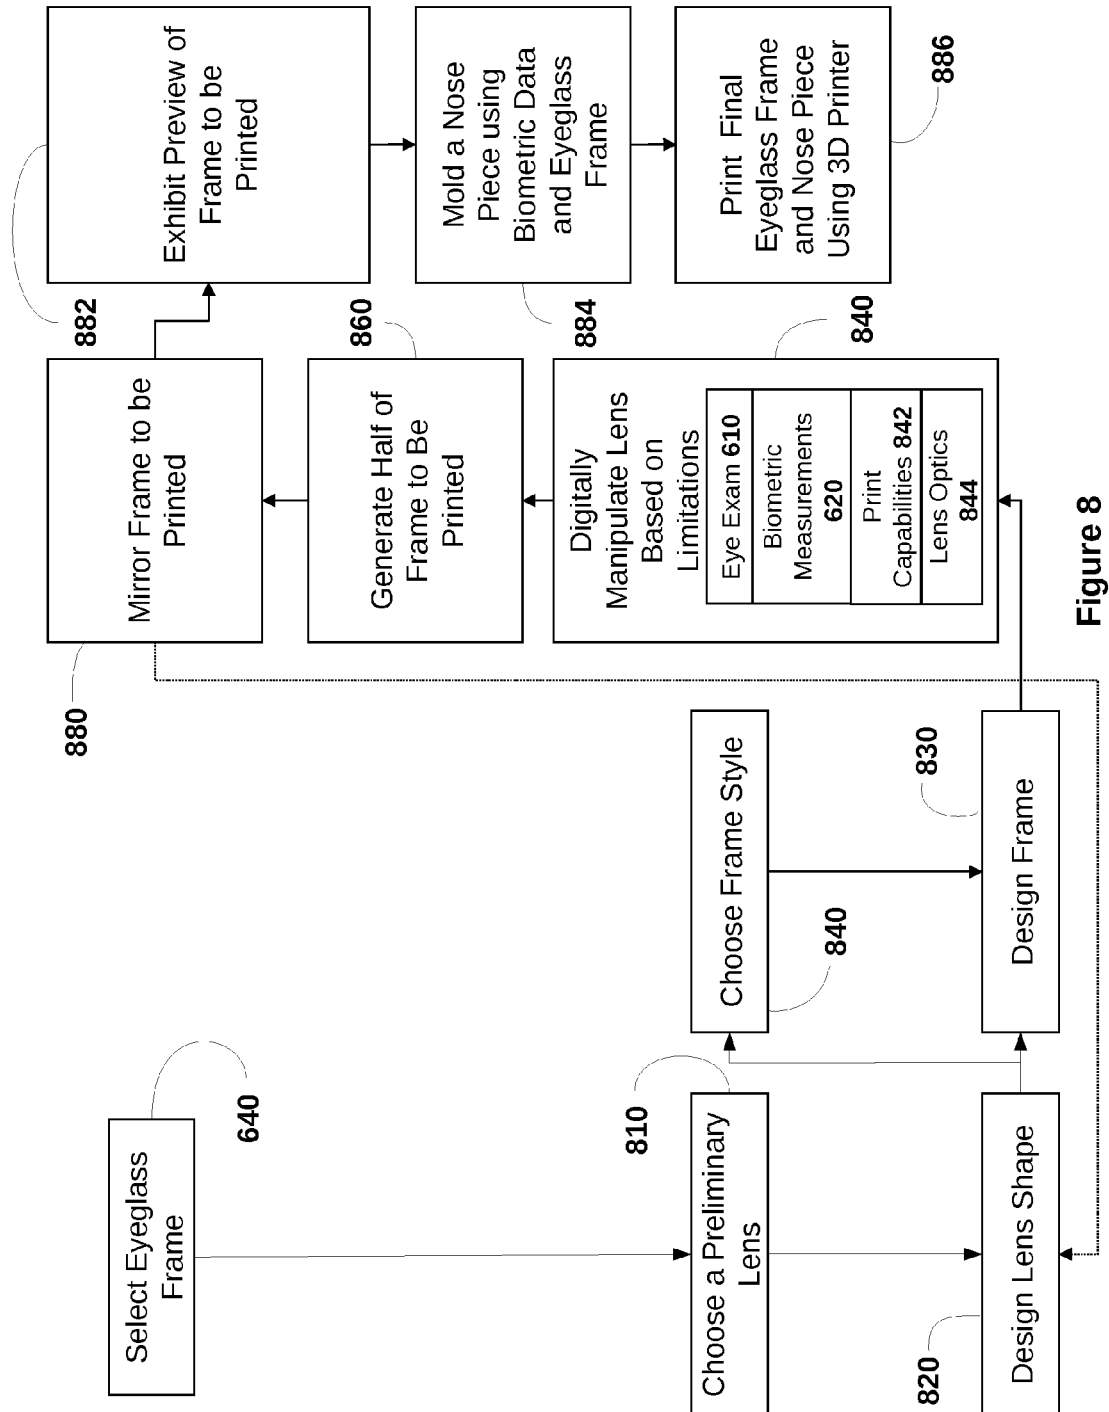 Select Eyeglass
Frame
640
Choose a Preliminary
Lens
810
Design Lens Shape
820
Choose Frame Style
840
Design Frame
830
Digitally
Manipulate Lens
Based on
Limitations
Eye Exam 610
Biometric
Measurements
620
Print
Capabilities 842
Lens Optics
844
840
Generate Half of
Frame to Be
Printed
860
Mirror Frame to be
Printed
880
Exhibit Preview of
Frame to be
Printed
882
Mold a Nose
Piece using
Biometric Data
and Eyeglass
Frame
884
Print Final
Eyeglass Frame
and Nose Piece
Using 3D Printer
886
Figure 8